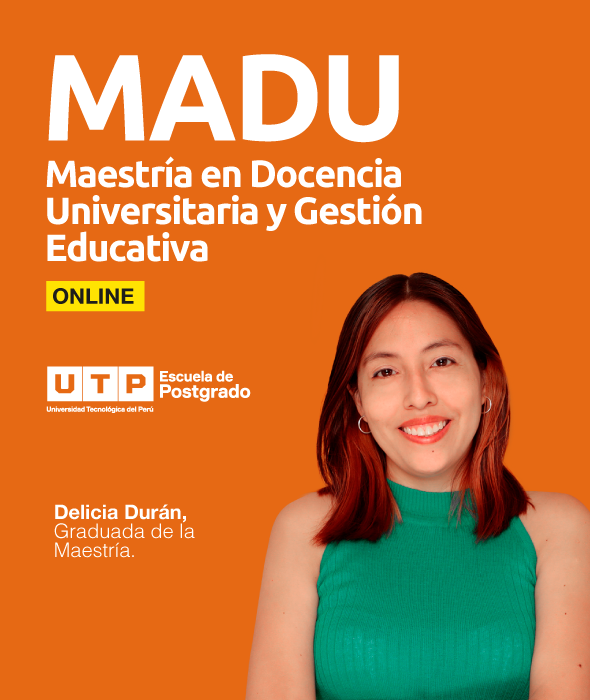 MADU
Maestría en Docencia
Universitaria y Gestión
Educativa
ONLINE
UTP Escuela de
Postgrado
Universidad Tecnológica del Perú
Delicia Durán,
Graduada de la
Maestría.